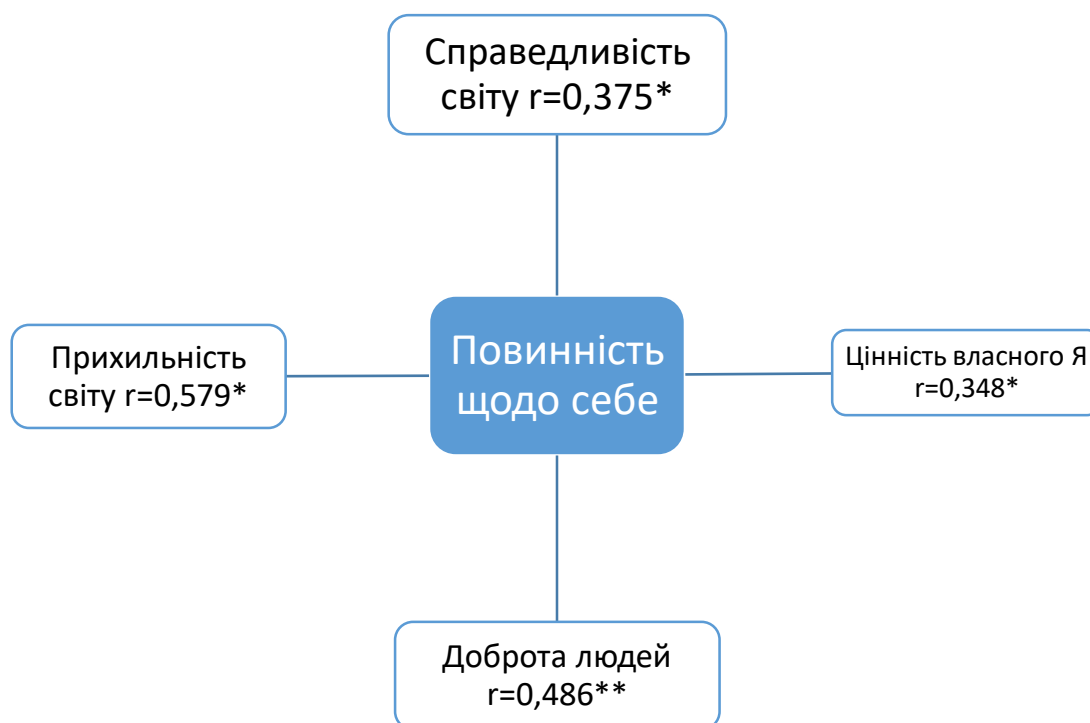 Справедливість
світу r=0,375*
Прихильність
світу r=0,579*
Повинність
щодо себе
Цінність власного Я
r=0,348*
Доброта людей
r=0,486**